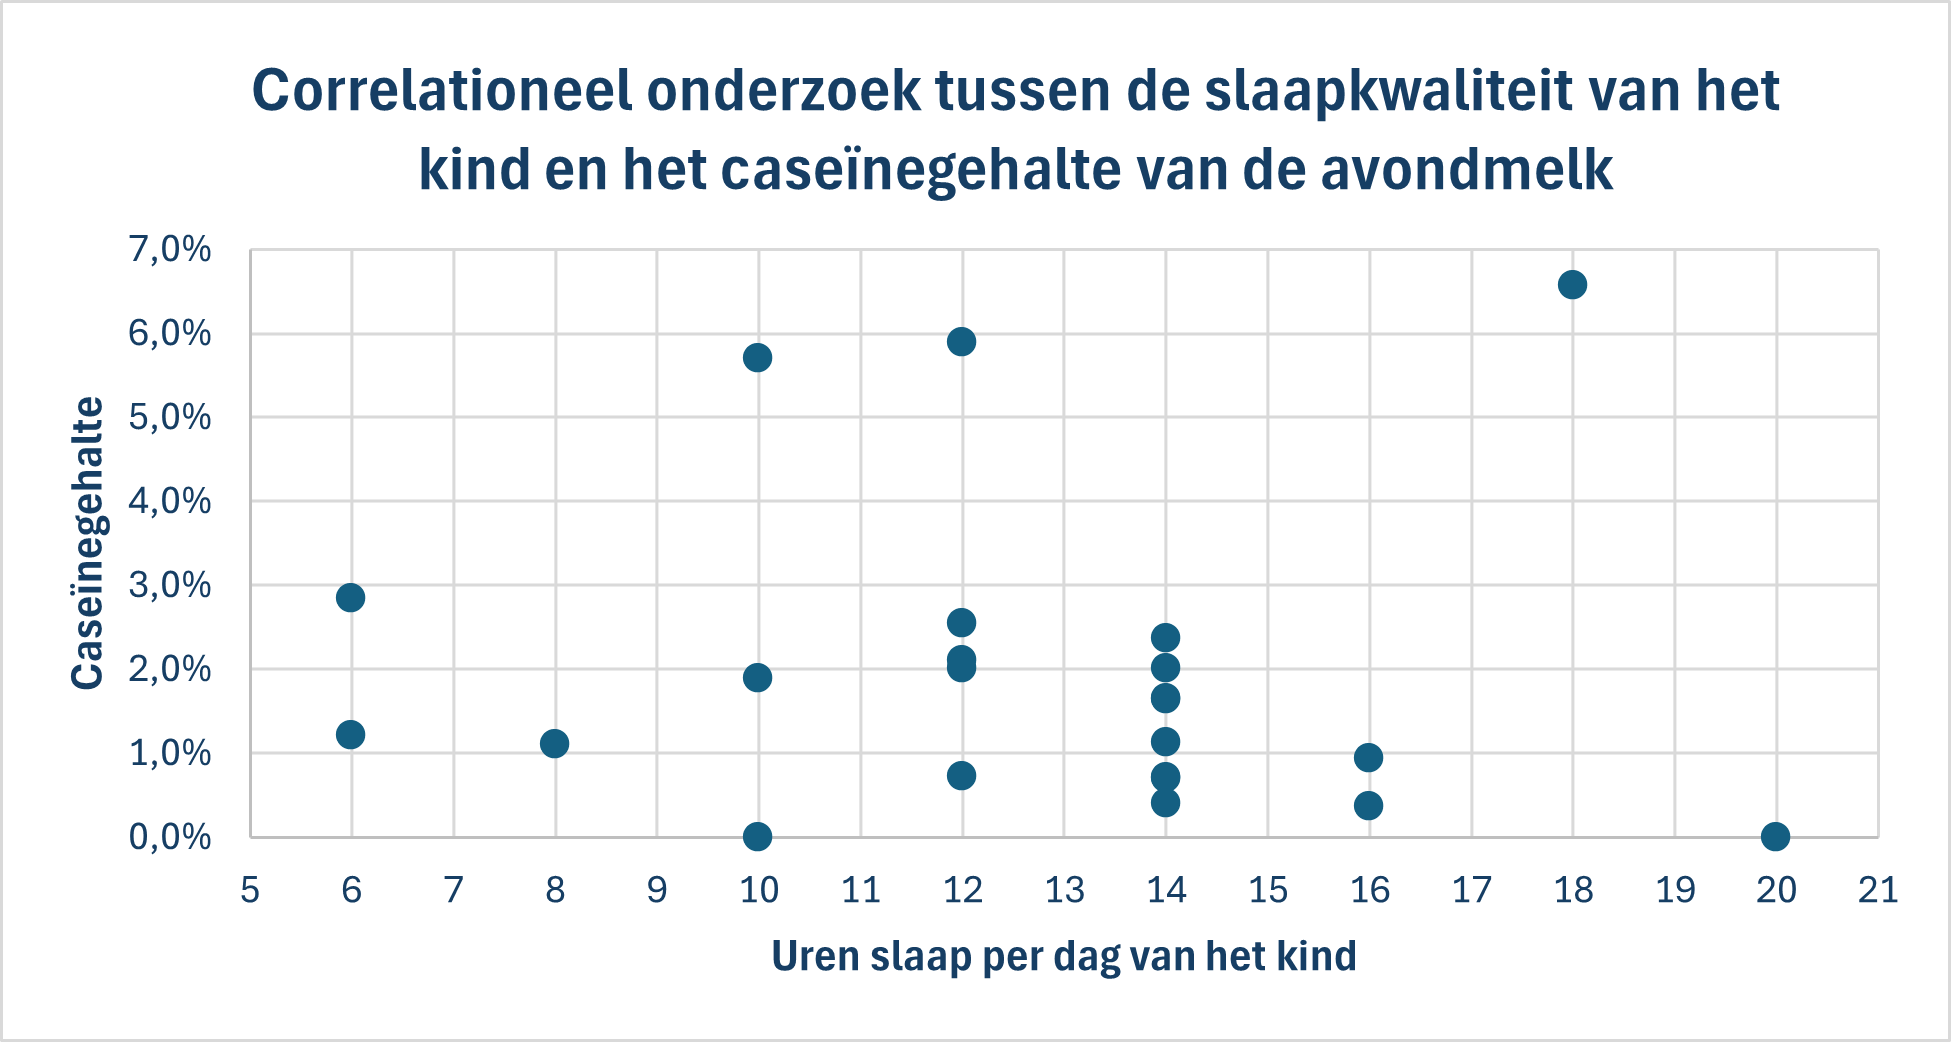 Correlationeel onderzoek tussen de slaapkwaliteit van het
kind en het caseïnegehalte van de avondmelk
7,0%
6,0%
5,0%
4,0%
3,0%
2,0%
1,0%
0,0%
Caseïnegehalte
5 6 7 8 9 10 11 12 13 14 15 16 17 18 19 20 21
Uren slaap per dag van het kind